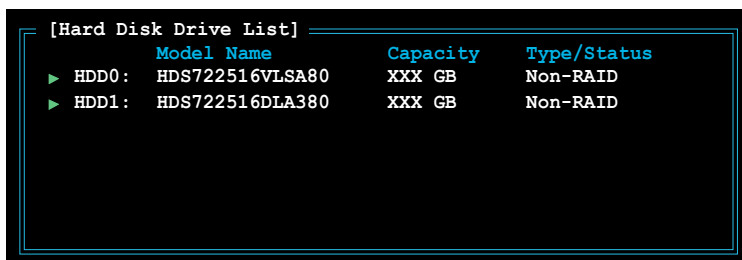 [Hard Disk Drive List]
Model Name Capacity Type/Status
HDD0: HDS722516VLSA80 XXX GB Non-RAID
HDD1: HDS722516DLA380 XXX GB Non-RAID